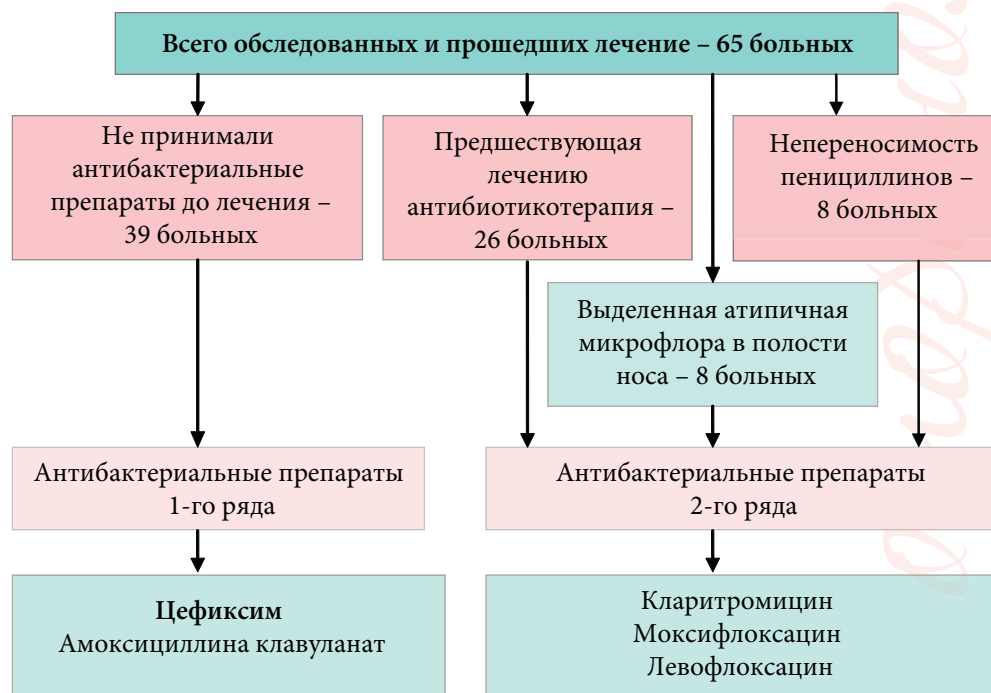 Всего обследованных и прошедших лечение – 65 больных
Не принимали
антибактериальные
препараты до лечения –
39 больных
Предшествующая
лечению
антибиотикотерапия –
26 больных
Непереносимость
пенициллинов –
8 больных
Выделенная атипичная
микрофлора в полости
носа – 8 больных
Антибактериальные препараты
1-го ряда
Антибактериальные препараты
2-го ряда
Цефиксим
Амоксициллина клавуланат
Кларитромицин
Моксифлоксацин
Левофлоксацин